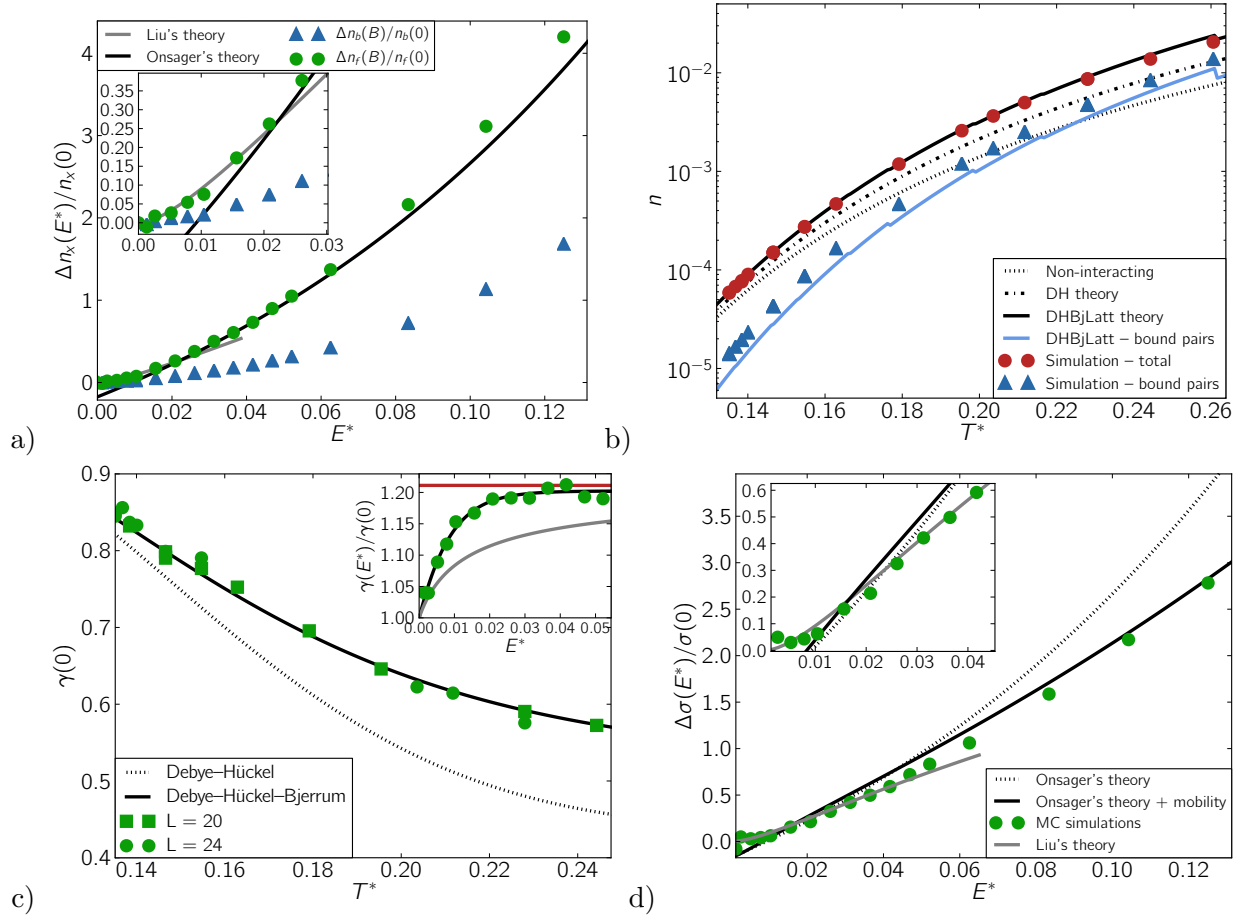 Liu's theory
Onsager's theory
Δn_b(B)/n_b(0)
Δn_f(B)/n_f(0)
4
3
2
1
0
Δn_x(E*)/n_x(0)
0.35
0.30
0.25
0.20
0.15
0.10
0.05
0.00
0.00 0.01 0.02 0.03
0.00 0.02 0.04 0.06 0.08 0.10 0.12
E*
a)
10⁻²
10⁻³
10⁻⁴
10⁻⁵
n
Non-interacting
DH theory
DHBjLatt theory
DHBjLatt – bound pairs
Simulation – total
Simulation – bound pairs
0.14 0.16 0.18 0.20 0.22 0.24 0.26
T*
b)
0.9
0.8
0.7
0.6
0.5
0.4
γ(0)
1.20
1.15
1.10
1.05
1.00
γ(E*)/γ(0)
0.00 0.01 0.02 0.03 0.04 0.05
E*
Debye–Hückel
Debye–Hückel–Bjerrum
L = 20
L = 24
0.16 0.18 0.20 0.22 0.24
T*
c)
3.5
3.0
2.5
2.0
1.5
1.0
0.5
0.0
Δσ(E*)/σ(0)
0.6
0.5
0.4
0.3
0.2
0.1
0.0
0.01 0.02 0.03 0.04
Onsager's theory
Onsager's theory + mobility
MC simulations
Liu's theory
0.02 0.04 0.06 0.08 0.10 0.12
E*
d)